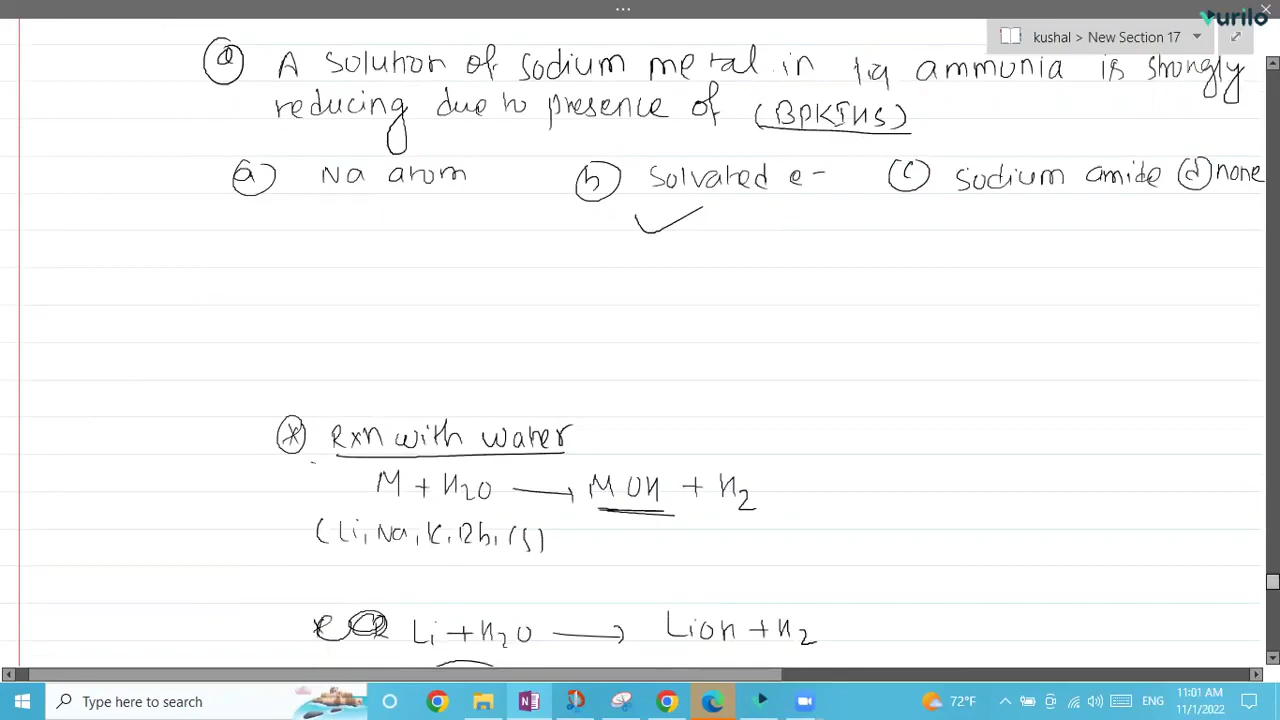 ...
yurilo
kushal > New Section 17
(Q) A solution of sodium metal in liq ammonia is strongly
reducing due to presence of (BPKIHS)
(a) Na atom (b) Solvated e- (c) sodium amide (d) none
* Rxn with water
M + H2O → MOH + H2
(Li, Na, K, Rb, Cs)
Li + H2O → LiOH + H2
Type here to search
72°F
ENG
11:01 AM
11/1/2022